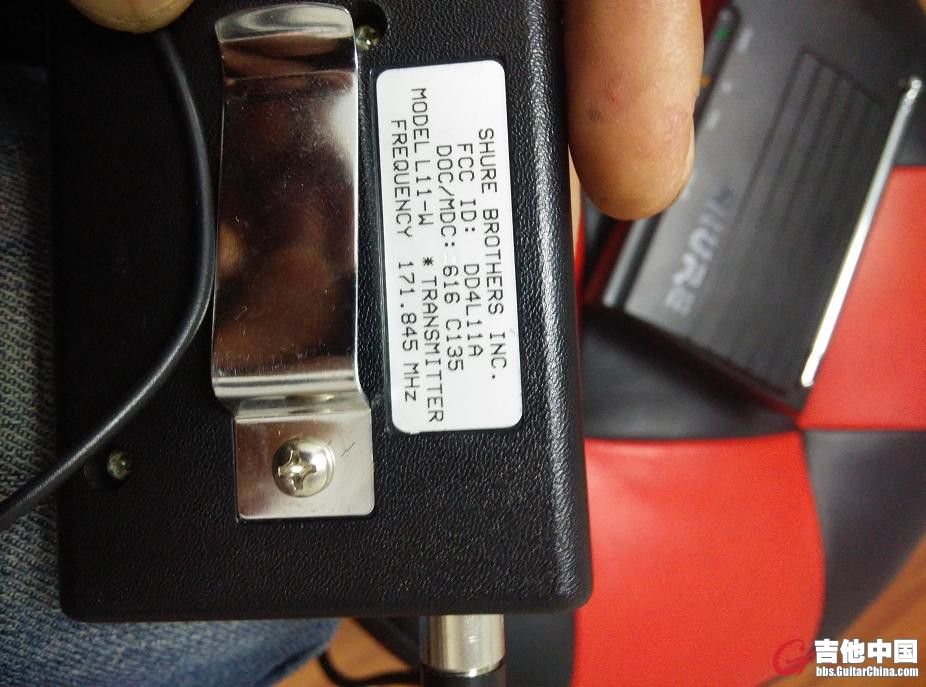 SHURE BROTHERS INC.
FCC ID: DD4L11A
DOC/MDC: 616 C135
MODEL L11-W * TRANSMITTER
FREQUENCY 171.845 MHz
SHURE
吉他中国
bbs.GuitarChina.com